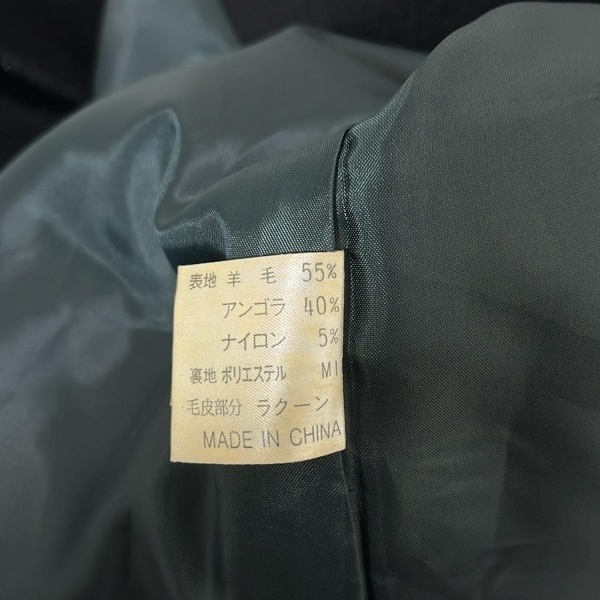 表地 羊 毛 55%
アンゴラ 40%
ナイロン 5%
裏地 ポリエステル MI
毛皮部分 ラクーン
MADE IN CHINA